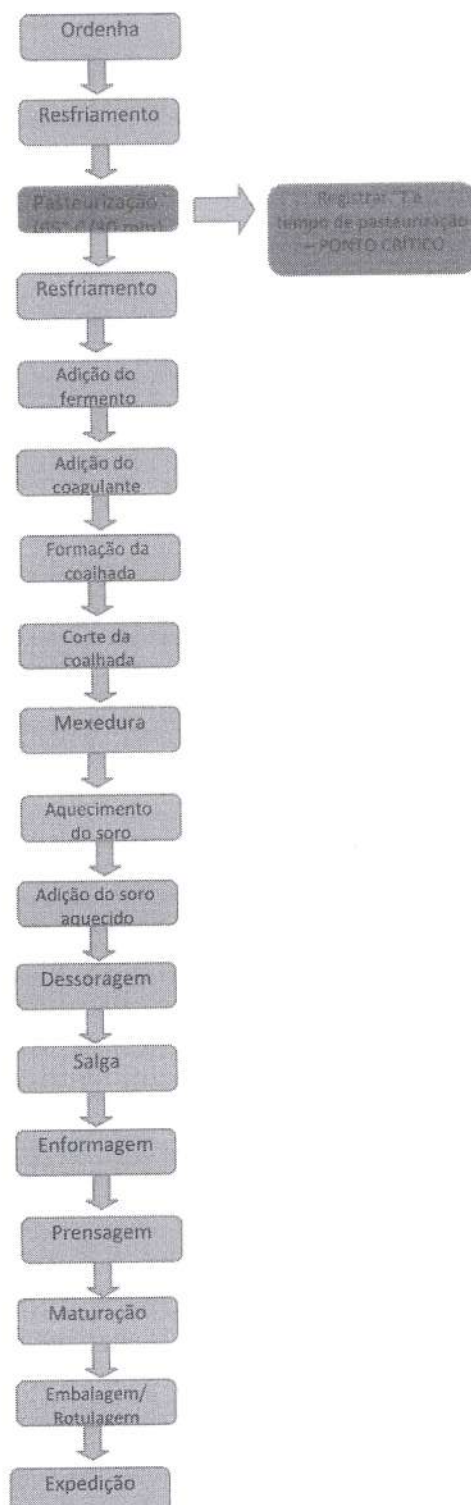 Ordenha
Resfriamento
Pasteurização
Registrar T e
tempo de pasteurização
– PONTO CRÍTICO
Resfriamento
Adição do
fermento
Adição do
coagulante
Formação da
coalhada
Corte da
coalhada
Mexedura
Aquecimento
do soro
Adição do soro
aquecido
Dessoragem
Salga
Enformagem
Prensagem
Maturação
Embalagem/
Rotulagem
Expedição